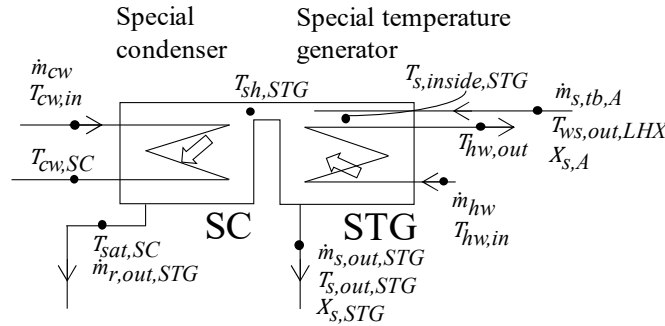 Special condenser
Special temperature generator
ṁcw
Tcw,in
Tsh,STG
Ts,inside,STG
ṁs,tb,A
Tws,out,LHX
Xs,A
Thw,out
Tcw,SC
ṁhw
Thw,in
SC
STG
Tsat,SC
ṁr,out,STG
ṁs,out,STG
Ts,out,STG
Xs,STG